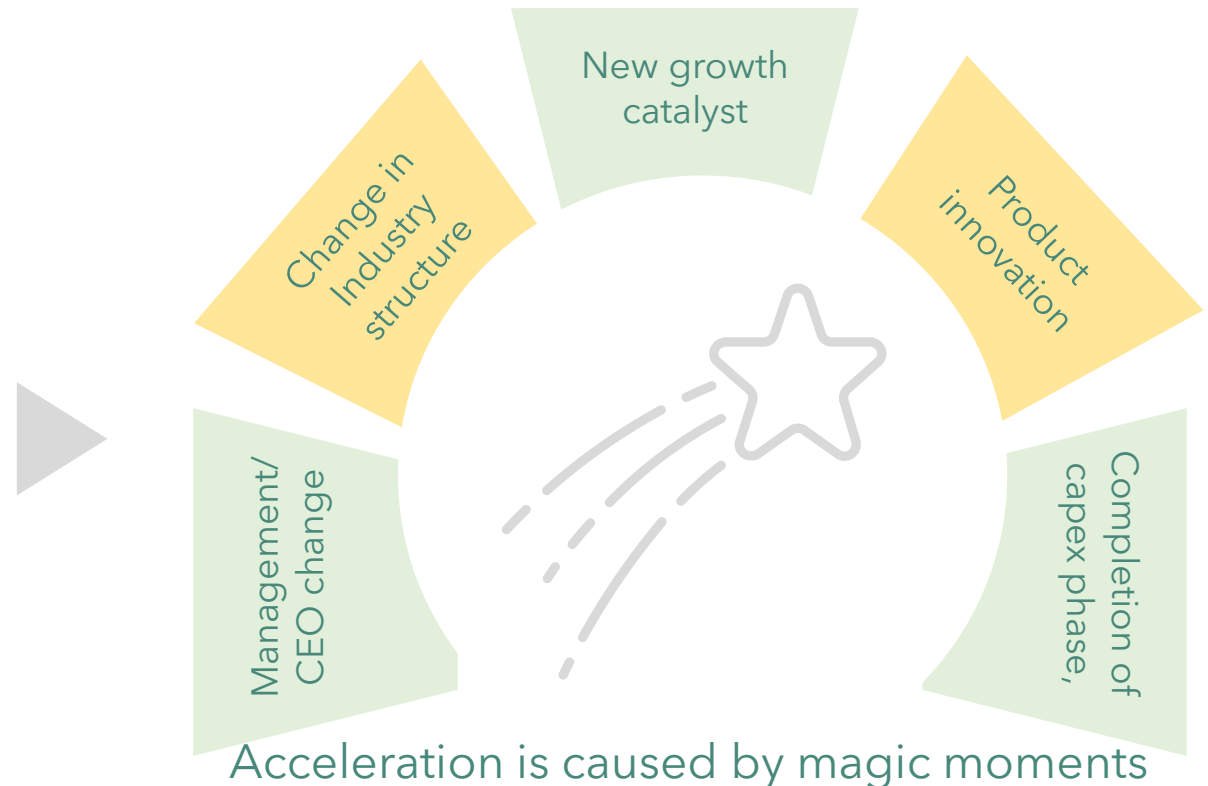 New growth
catalyst
Change in
Industry
structure
Product
innovation
Management/
CEO change
Completion of
capex phase,
Acceleration is caused by magic moments